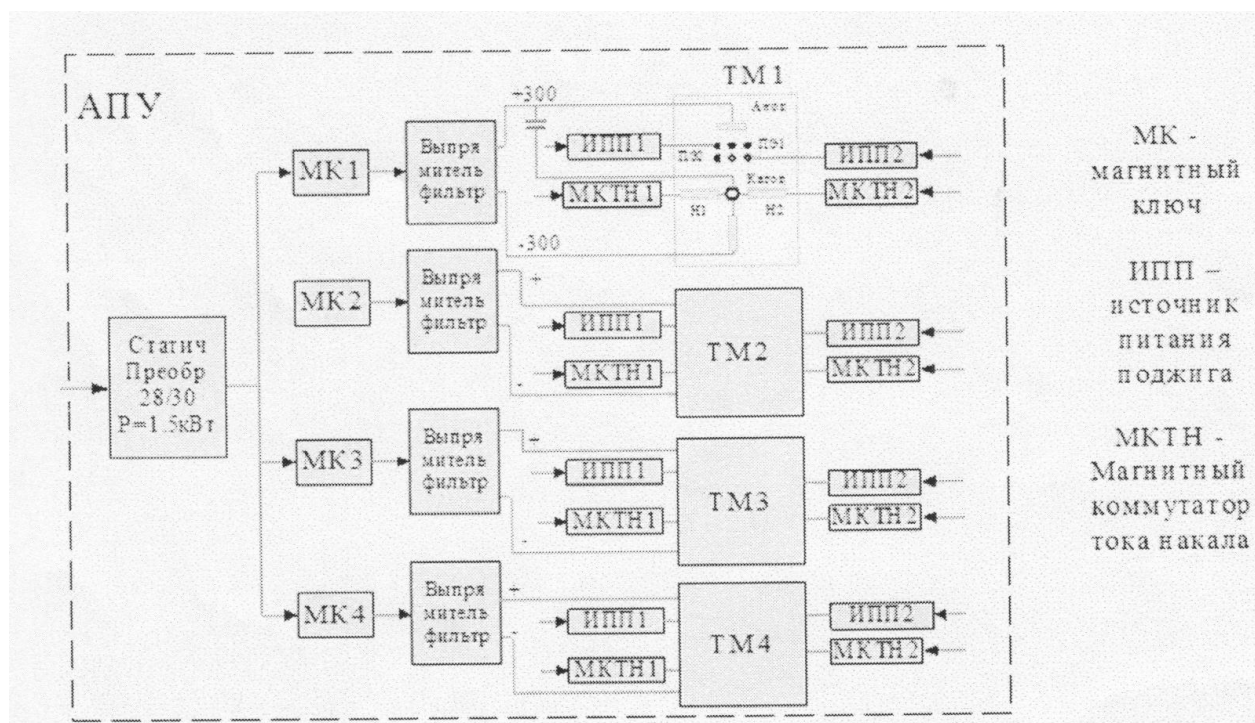 АПУ
ТМ1
+300
Анод
МК1
Выпря
митель
фильтр
ИПП1
ПЭ2
ПЭ1
ИПП2
Катод
МКТН1
Н1
Н2
МКТН2
-300
МК2
Выпря
митель
фильтр
+
-
ИПП1
МКТН1
ТМ2
ИПП2
МКТН2
Статич
Преобр
28/30
Р=1.5кВт
МК3
Выпря
митель
фильтр
+
-
ИПП1
МКТН1
ТМ3
ИПП2
МКТН2
МК4
Выпря
митель
фильтр
+
-
ИПП1
МКТН1
ТМ4
ИПП2
МКТН2
МК -
магнитный
ключ
ИПП –
источник
питания
поджига
МКТН -
Магнитный
коммутатор
тока накала